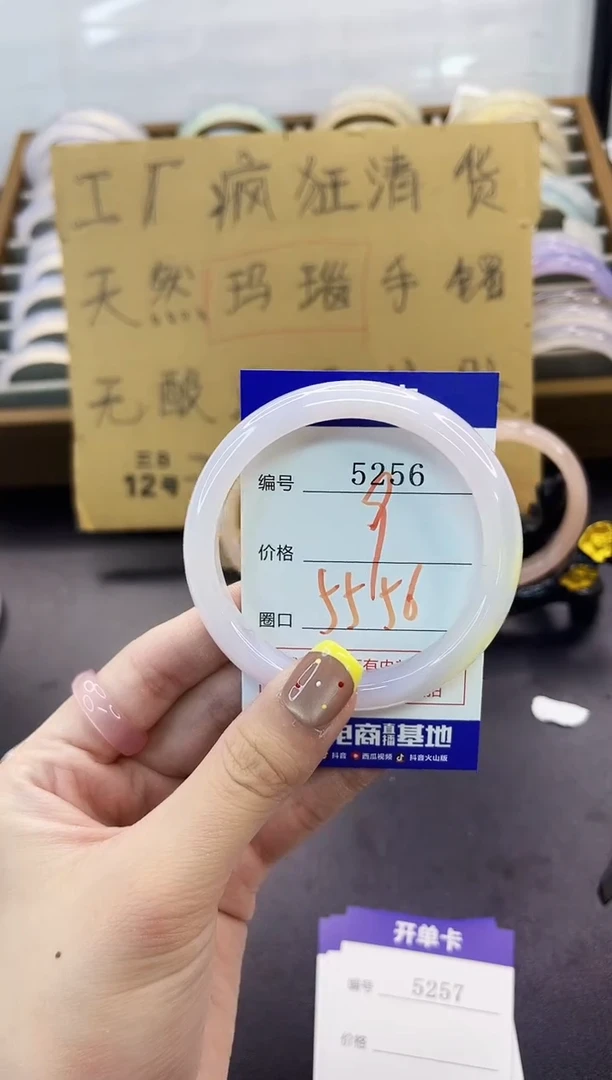 工厂疯狂清货
天然玛瑙手镯
无酸
三日
12号
编号 5256
价格
圈口 55 56
电商直播基地
抖音 西瓜视频 抖音火山版
开单卡
编号 5257
价格